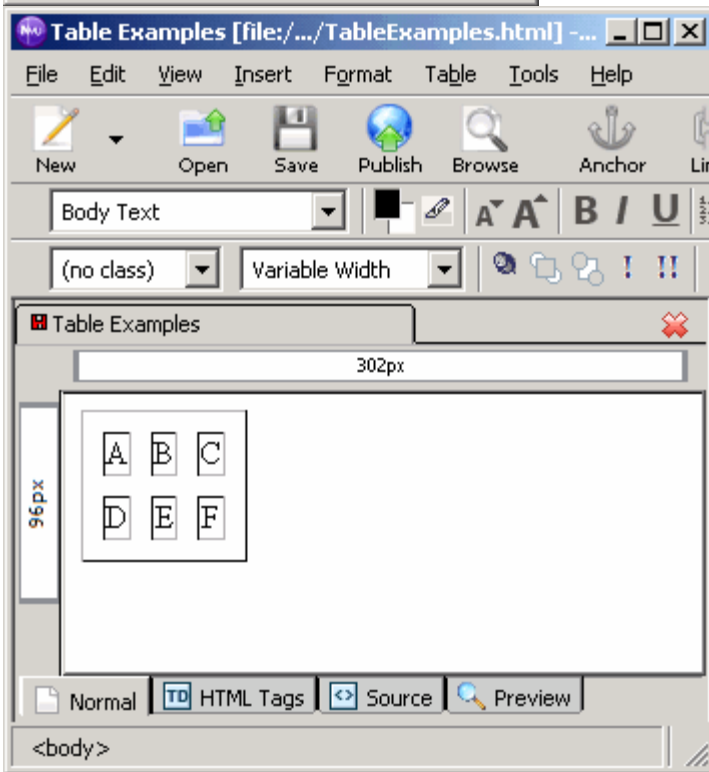 Table Examples [file:/.../TableExamples.html] -...
File Edit View Insert Format Table Tools Help
New Open Save Publish Browse Anchor
Body Text A A B I U
(no class) Variable Width ! !!
Table Examples
302px
96px
A B C
D E F
Normal TD HTML Tags <> Source Preview
<body>